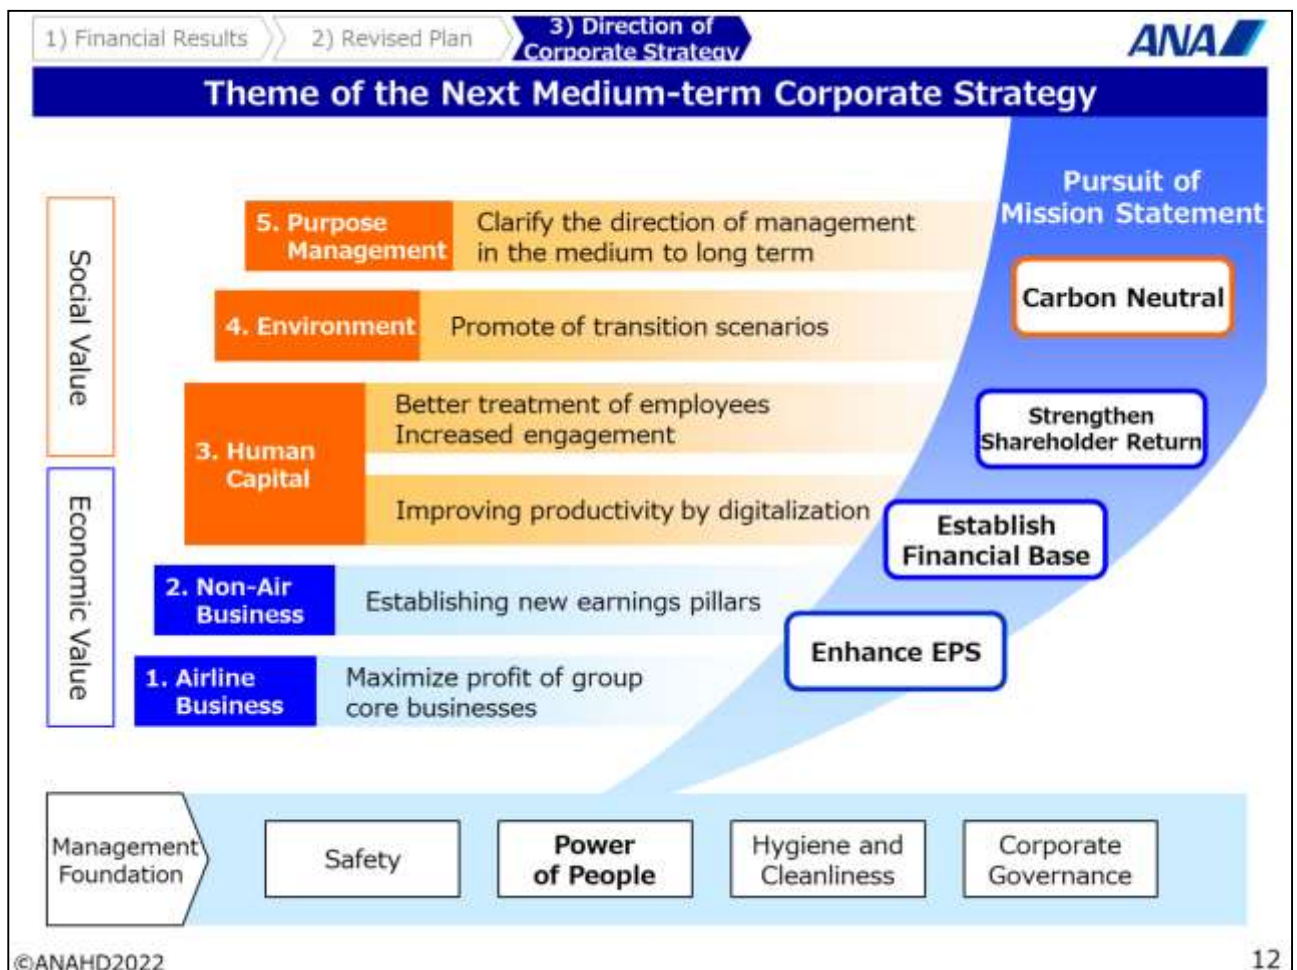 1) Financial Results
2) Revised Plan
3) Direction of
Corporate Strategy
ANA
Theme of the Next Medium-term Corporate Strategy
Pursuit of
Mission Statement
Social Value
5. Purpose
Management
Clarify the direction of management
in the medium to long term
Carbon Neutral
4. Environment
Promote of transition scenarios
3. Human
Capital
Better treatment of employees
Increased engagement
Strengthen
Shareholder Return
Improving productivity by digitalization
Establish
Financial Base
Economic Value
2. Non-Air
Business
Establishing new earnings pillars
Enhance EPS
1. Airline
Business
Maximize profit of group
core businesses
Management
Foundation
Safety
Power
of People
Hygiene and
Cleanliness
Corporate
Governance
©ANAHD2022
12